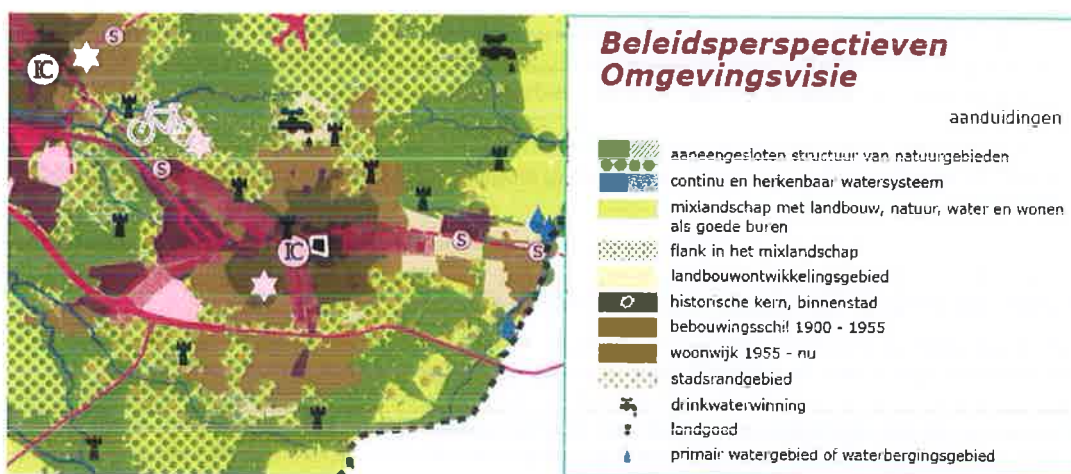 S
IC
S
IC
S
S
Beleidsperspectieven
Omgevingsvisie
aanduidingen
aaneengesloten structuur van natuurgebieden
continu en herkenbaar watersysteem
mixlandschap met landbouw, natuur, water en wonen
als goede buren
flank in het mixlandschap
landbouwontwikkelingsgebied
historische kern, binnenstad
bebouwingsschil 1900 - 1955
woonwijk 1955 - nu
stadsrandgebied
drinkwaterwinning
landgoed
primair watergebied of waterbergingsgebied